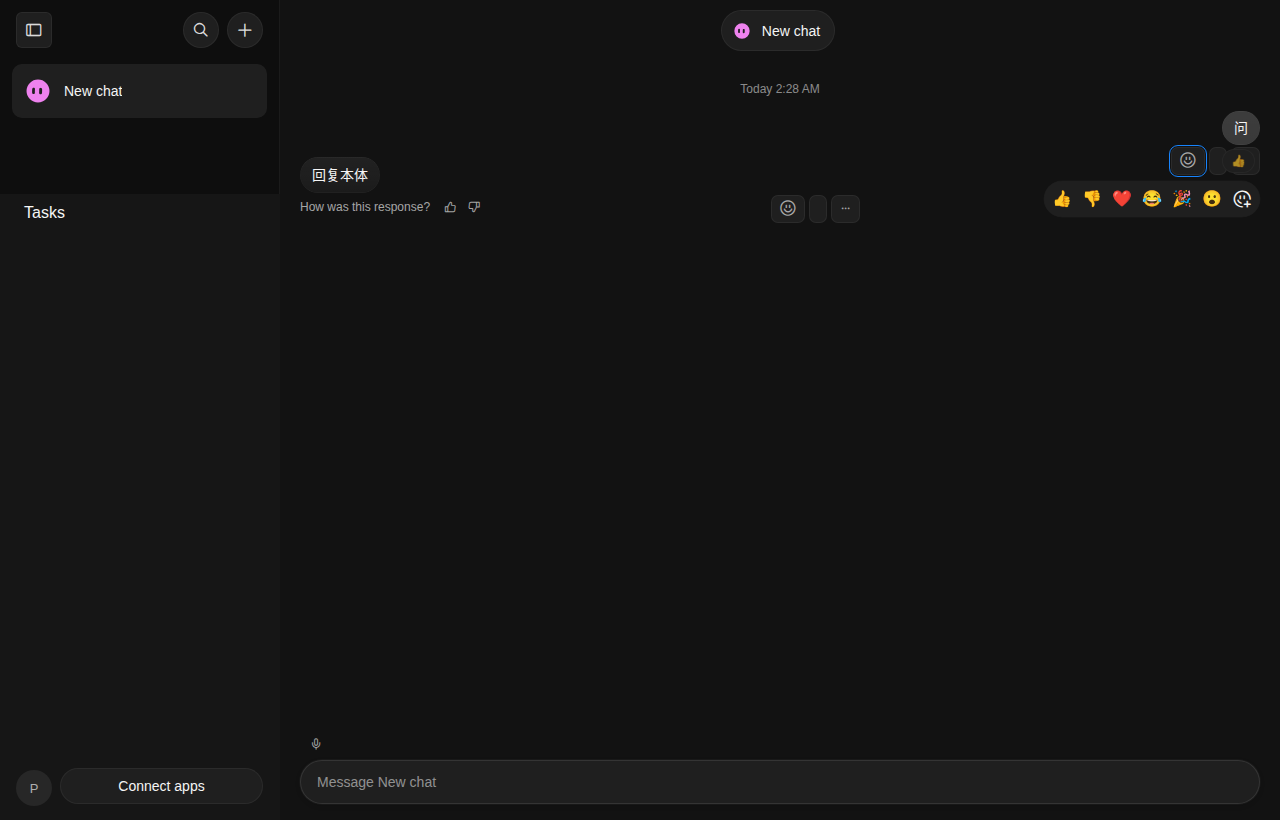 New chat
New chat
Today 2:28 AM
问
回复本体
How was this response?
Tasks
P
Connect apps
Message New chat